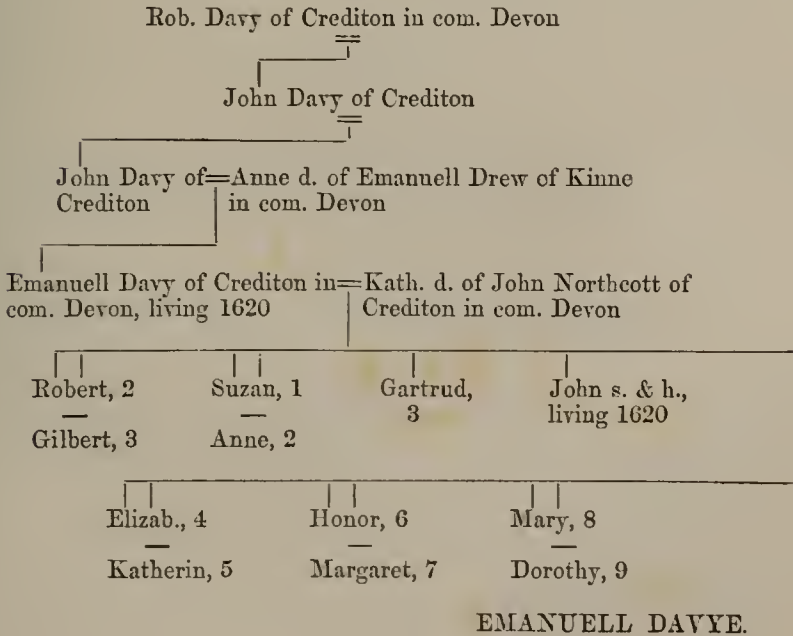 Rob. Davy of Crediton in com. Devon
John Davy of Crediton
John Davy of=Anne d. of Emanuell Drew of Kinne
Crediton in com. Devon
Emanuell Davy of Crediton in=Kath. d. of John Northcott of
com. Devon, living 1620 Crediton in com. Devon
Robert, 2 Suzan, 1 Gartrud, John s. & h.,
3 living 1620
Gilbert, 3 Anne, 2
Elizab., 4 Honor, 6 Mary, 8
Katherin, 5 Margaret, 7 Dorothy, 9
EMANUELL DAVYE.